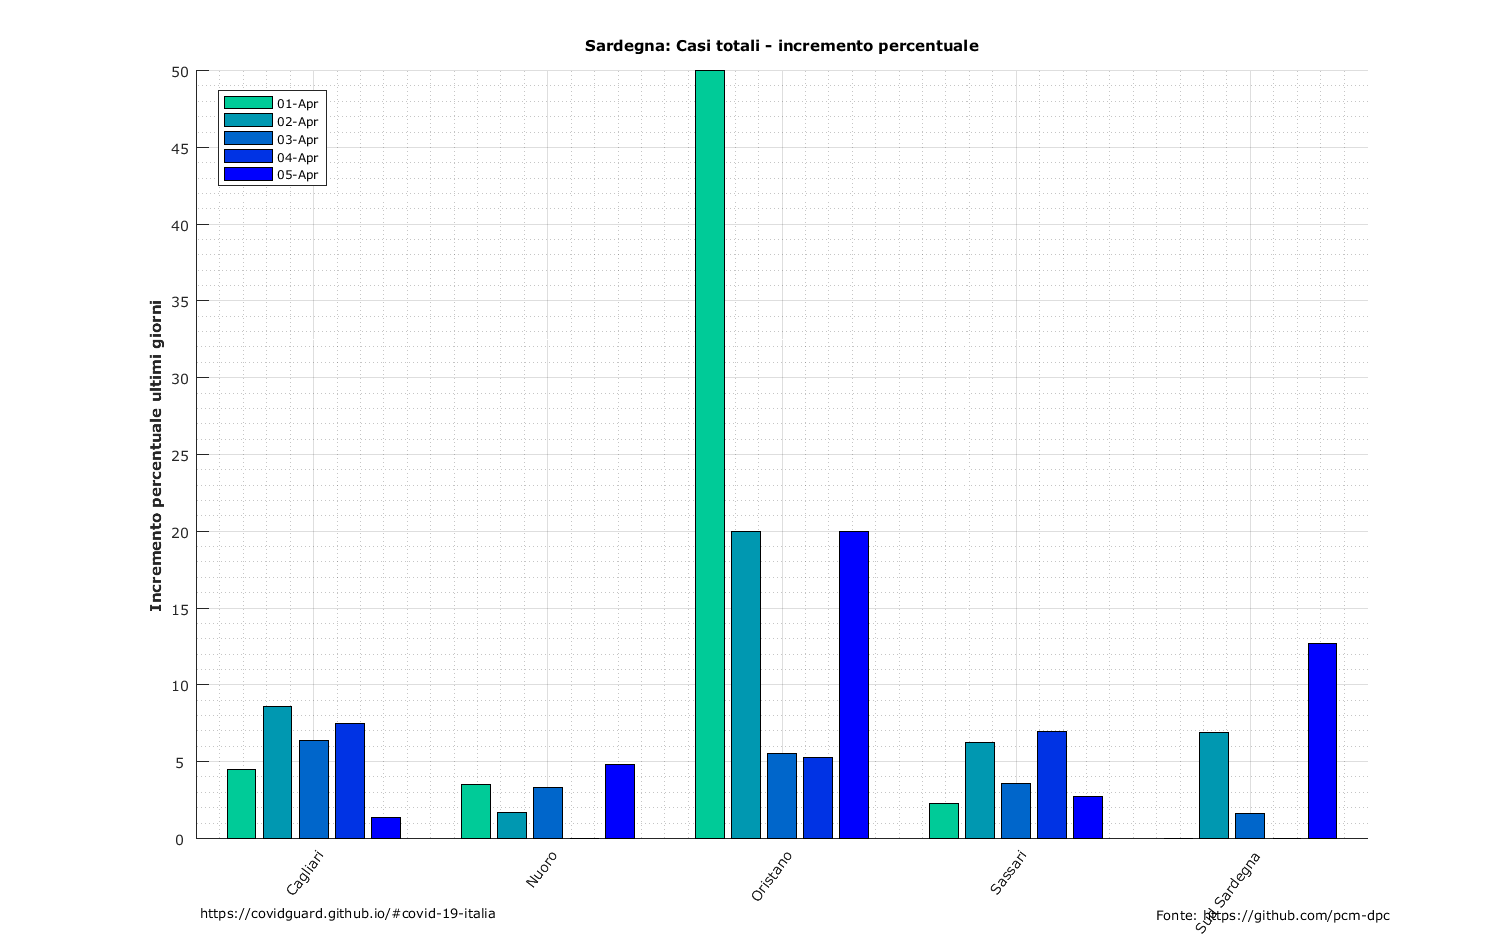 Sardegna: Casi totali - incremento percentuale
50
45
40
35
30
25
20
15
10
5
0
Incremento percentuale ultimi giorni
01-Apr
02-Apr
03-Apr
04-Apr
05-Apr
Cagliari
Nuoro
Oristano
Sassari
Sud Sardegna
https://covidguard.github.io/#covid-19-italia
Fonte: https://github.com/pcm-dpc